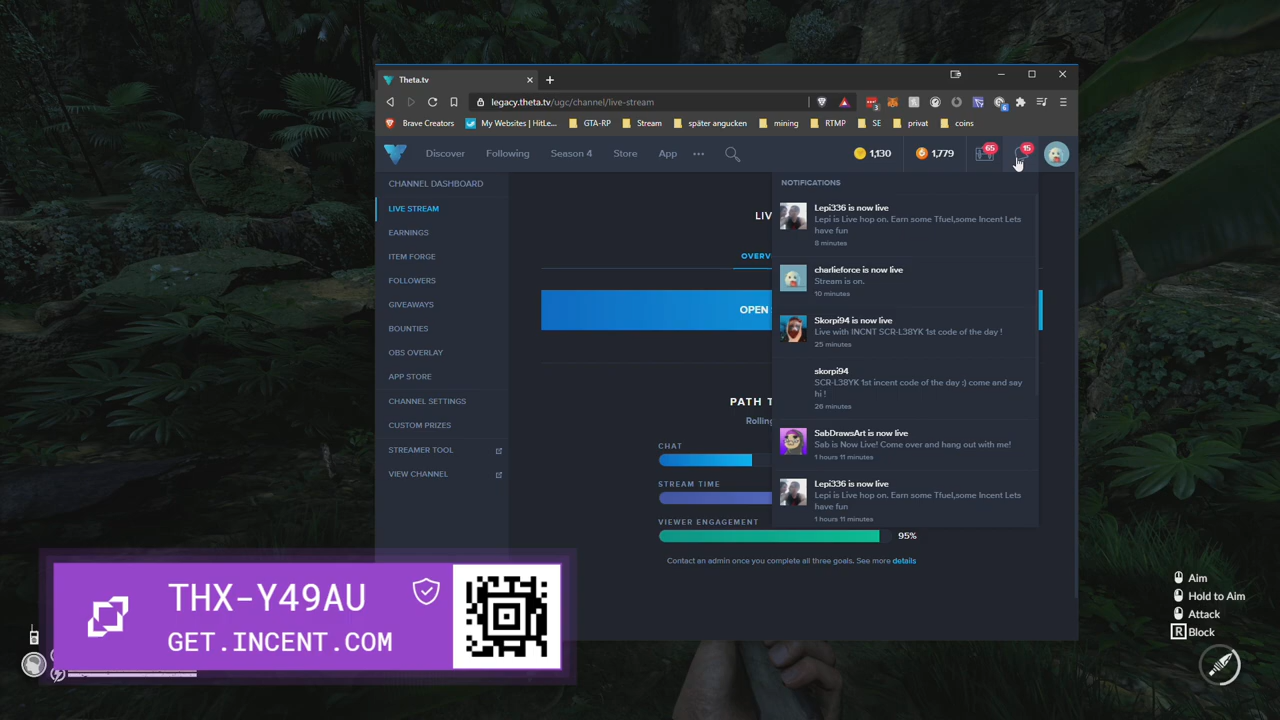 Theta.tv
legacy.theta.tv/ugc/channel/live-stream
3
6
Brave Creators
My Websites | HitLe...
GTA-RP
Stream
später angucken
mining
RTMP
SE
privat
coins
Discover
Following
Season 4
Store
App
1,130
1,779
65
15
CHANNEL DASHBOARD
LIVE STREAM
EARNINGS
ITEM FORGE
FOLLOWERS
GIVEAWAYS
BOUNTIES
OBS OVERLAY
APP STORE
CHANNEL SETTINGS
CUSTOM PRIZES
STREAMER TOOL
VIEW CHANNEL
LIV
OVERV
OPEN
PATH T
Rolling
CHAT
STREAM TIME
VIEWER ENGAGEMENT
95%
Contact an admin once you complete all three goals. See more details
NOTIFICATIONS
Lepi336 is now live
Lepi is Live hop on. Earn some Tfuel,some Incent Lets
have fun
8 minutes
charlieforce is now live
Stream is on.
10 minutes
Skorpi94 is now live
Live with INCNT SCR-L38YK 1st code of the day !
25 minutes
skorpi94
SCR-L38YK 1st incent code of the day :) come and say
hi !
26 minutes
SabDrawsArt is now live
Sab is Now Live! Come over and hang out with me!
1 hours 11 minutes
Lepi336 is now live
Lepi is Live hop on. Earn some Tfuel,some Incent Lets
have fun
1 hours 11 minutes
THX-Y49AU
GET.INCENT.COM
Aim
Hold to Aim
Attack
R Block